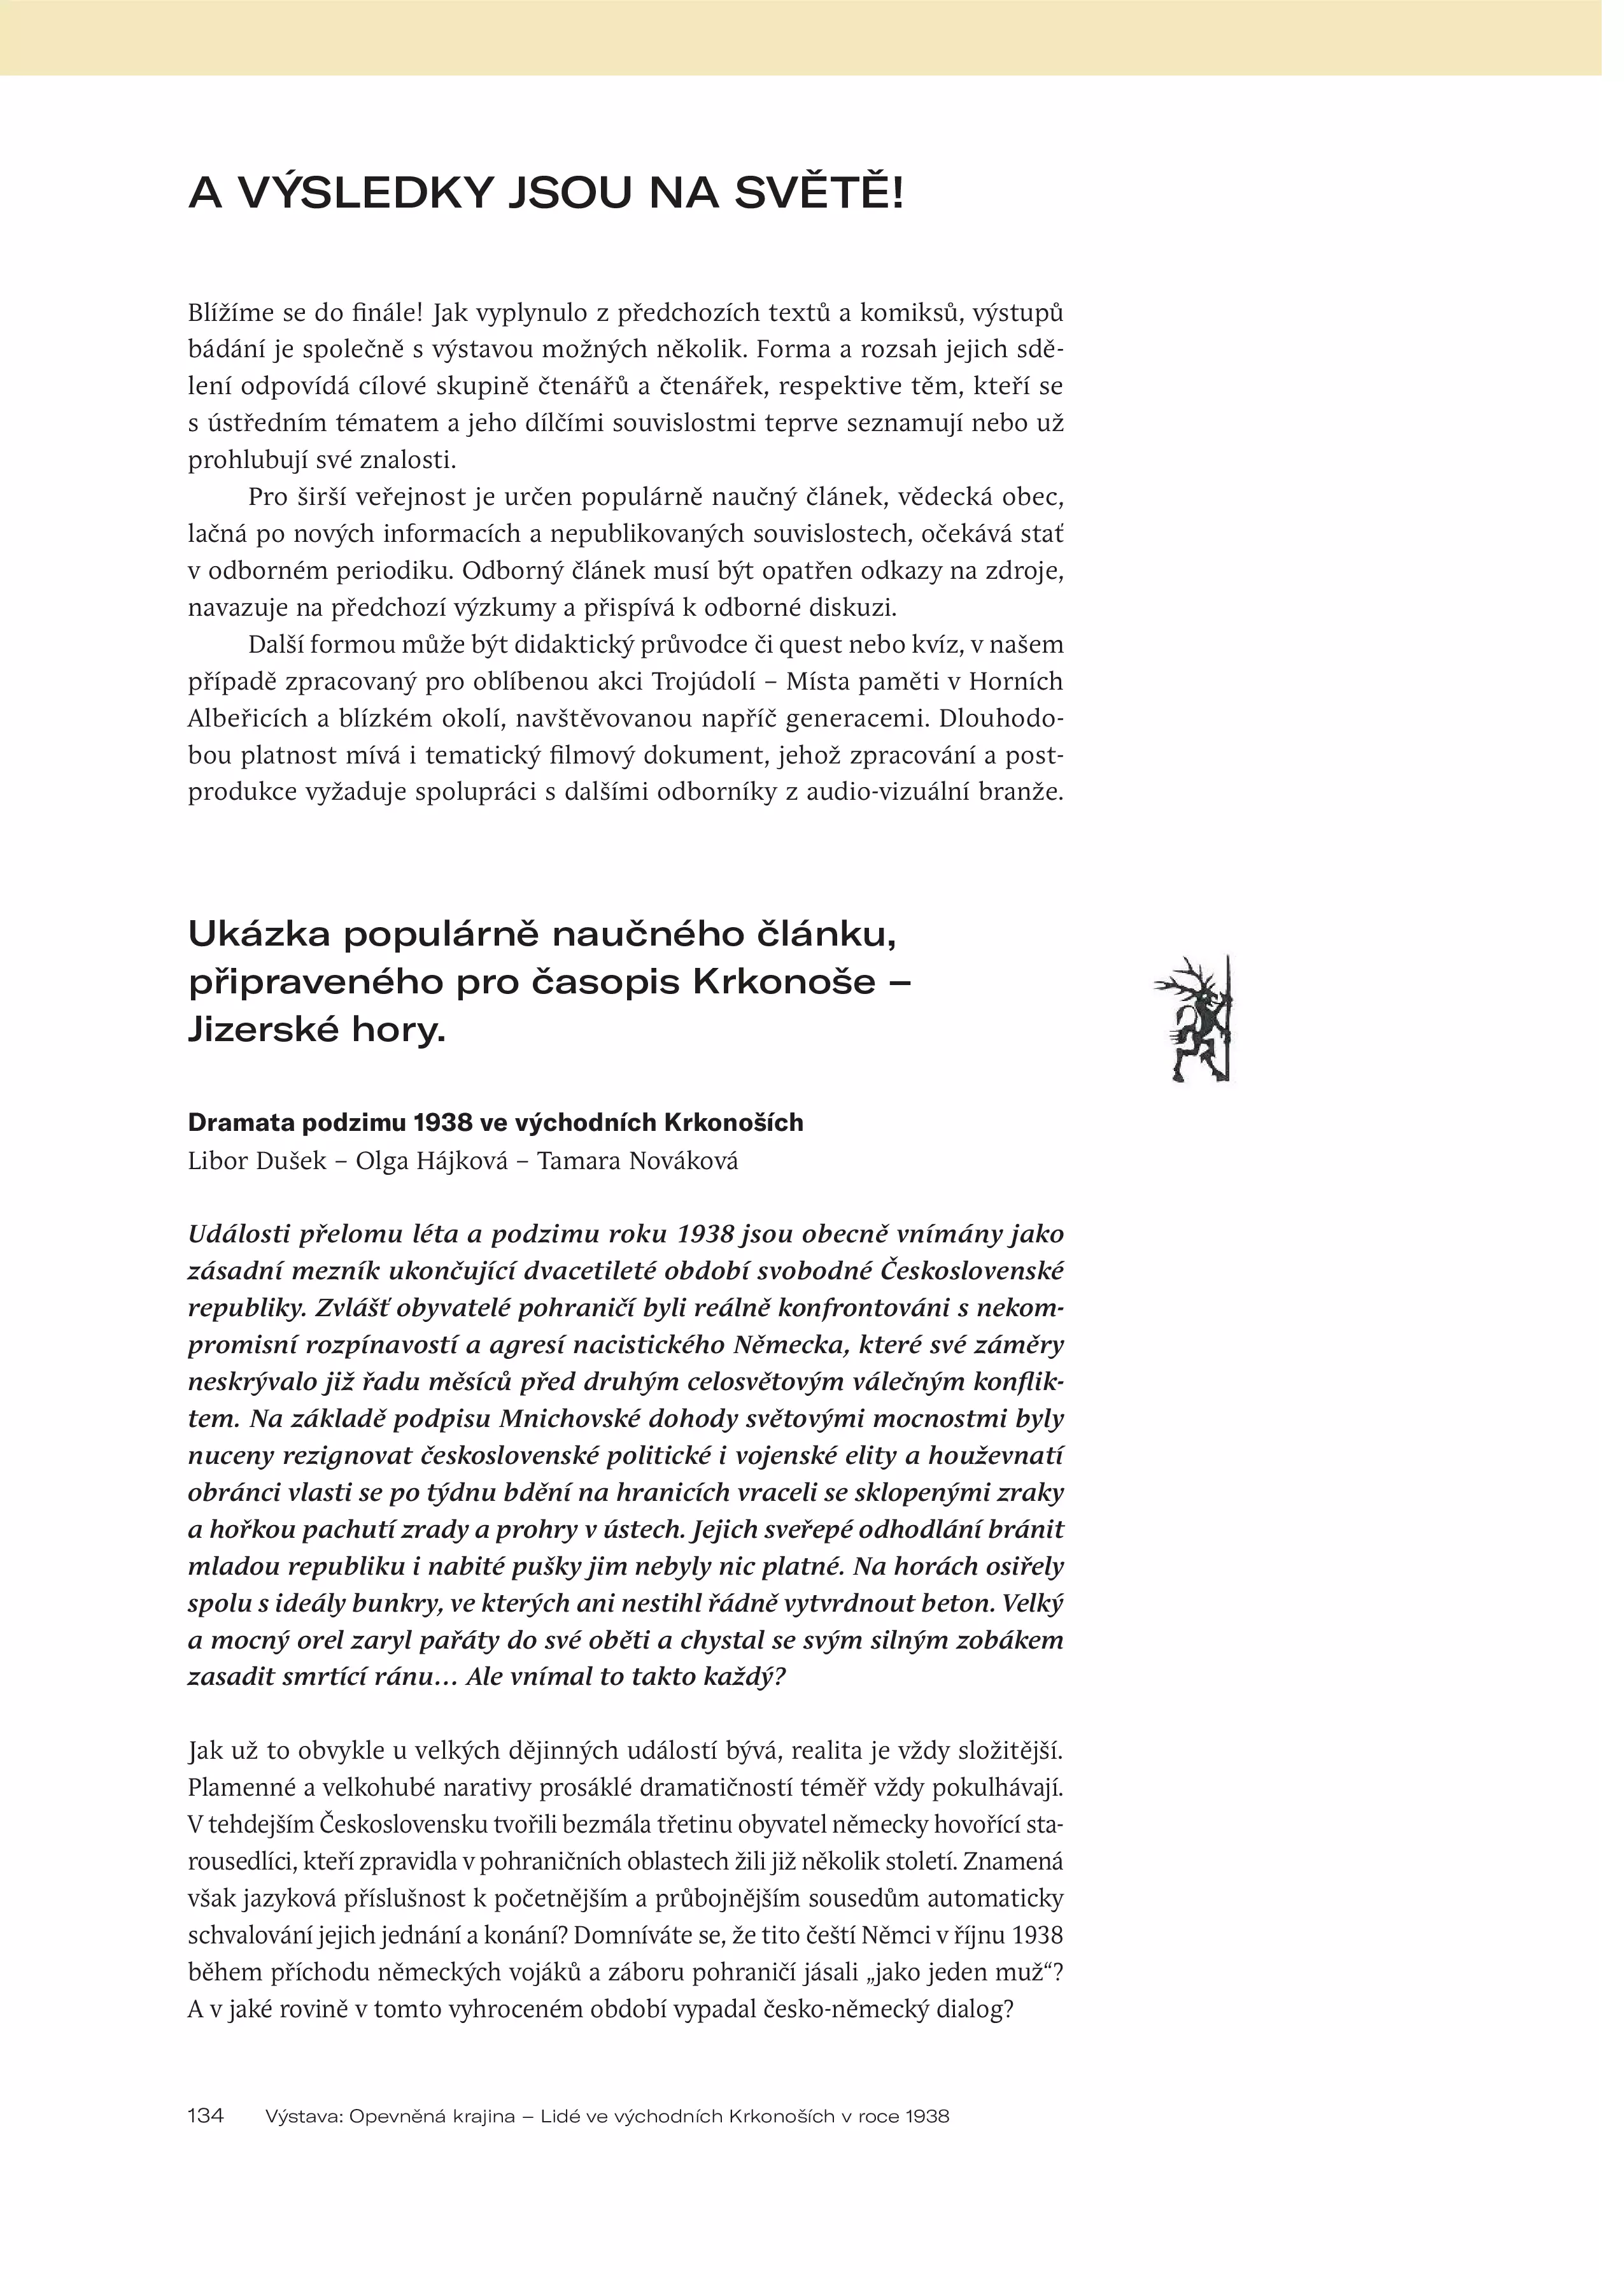 A VÝSLEDKY JSOU NA SVĚTĚ!
Blížíme se do finále! Jak vyplynulo z předchozích textů a komiksů, výstupů
bádání je společně s výstavou možných několik. Forma a rozsah jejich sdě-
lení odpovídá cílové skupině čtenářů a čtenářek, respektive těm, kteří se
s ústředním tématem a jeho dílčími souvislostmi teprve seznamují nebo už
prohlubují své znalosti.
Pro širší veřejnost je určen populárně naučný článek, vědecká obec,
lačná po nových informacích a nepublikovaných souvislostech, očekává stať
v odborném periodiku. Odborný článek musí být opatřen odkazy na zdroje,
navazuje na předchozí výzkumy a přispívá k odborné diskuzi.
Další formou může být didaktický průvodce či quest nebo kvíz, v našem
případě zpracovaný pro oblíbenou akci Trojúdolí – Místa paměti v Horních
Albeřicích a blízkém okolí, navštěvovanou napříč generacemi. Dlouhodo-
bou platnost mívá i tematický filmový dokument, jehož zpracování a post-
produkce vyžaduje spolupráci s dalšími odborníky z audio-vizuální branže.
Ukázka populárně naučného článku,
připraveného pro časopis Krkonoše –
Jizerské hory.
Dramata podzimu 1938 ve východních Krkonoších
Libor Dušek – Olga Hájková – Tamara Nováková
Události přelomu léta a podzimu roku 1938 jsou obecně vnímány jako
zásadní mezník ukončující dvacetileté období svobodné Československé
republiky. Zvlášť obyvatelé pohraničí byli reálně konfrontováni s nekom-
promisní rozpínavostí a agresí nacistického Německa, které své záměry
neskrývalo již řadu měsíců před druhým celosvětovým válečným konflik-
tem. Na základě podpisu Mnichovské dohody světovými mocnostmi byly
nuceny rezignovat československé politické i vojenské elity a houževnatí
obránci vlasti se po týdnu bdění na hranicích vraceli se sklopenými zraky
a hořkou pachutí zrady a prohry v ústech. Jejich sveřepé odhodlání bránit
mladou republiku i nabité pušky jim nebyly nic platné. Na horách osiřely
spolu s ideály bunkry, ve kterých ani nestihl řádně vytvrdnout beton. Velký
a mocný orel zaryl pařáty do své oběti a chystal se svým silným zobákem
zasadit smrtící ránu… Ale vnímal to takto každý?
Jak už to obvykle u velkých dějinných událostí bývá, realita je vždy složitější.
Plamenné a velkohubé narativy prosáklé dramatičností téměř vždy pokulhávají.
V tehdejším Československu tvořili bezmála třetinu obyvatel německy hovořící sta-
rousedlíci, kteří zpravidla v pohraničních oblastech žili již několik století. Znamená
však jazyková příslušnost k početnějším a průbojnějším sousedům automaticky
schvalování jejich jednání a konání? Domníváte se, že tito čeští Němci v říjnu 1938
během příchodu německých vojáků a záboru pohraničí jásali „jako jeden muž“?
A v jaké rovině v tomto vyhroceném období vypadal česko-německý dialog?
134 Výstava: Opevněná krajina – Lidé ve východních Krkonoších v roce 1938